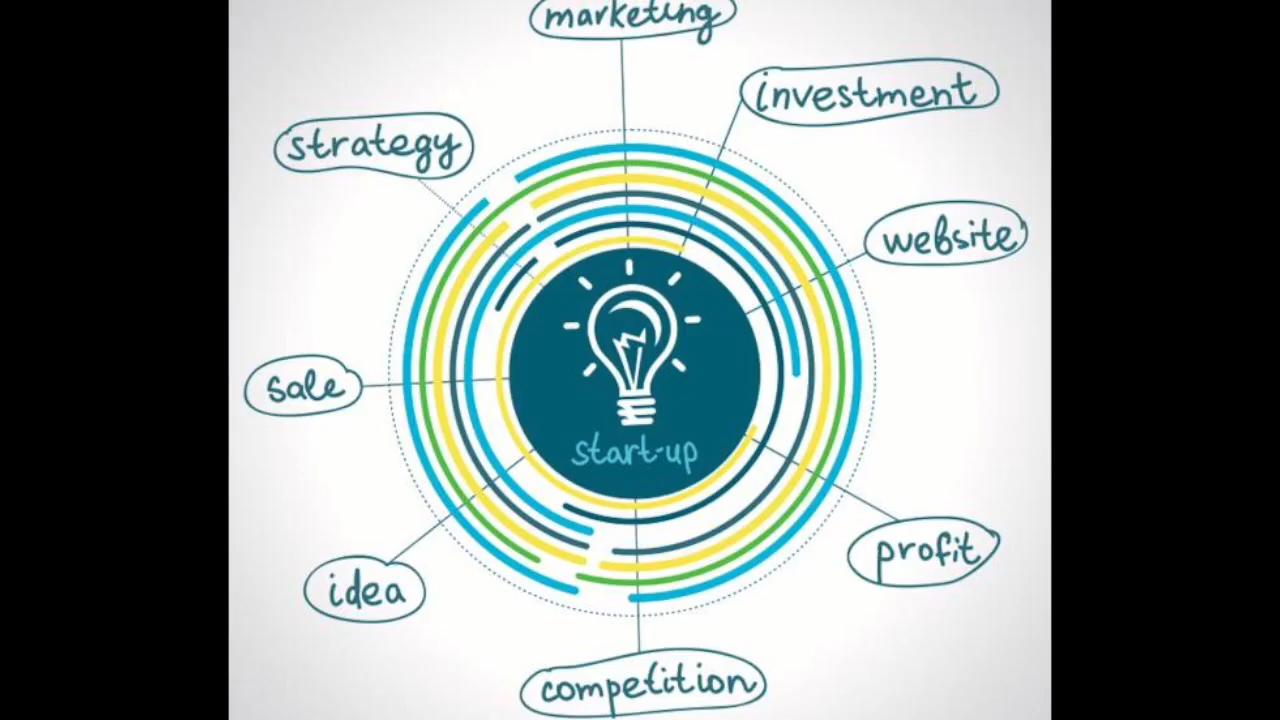 marketing
investment
strategy
website
sale
start-up
profit
idea
competition